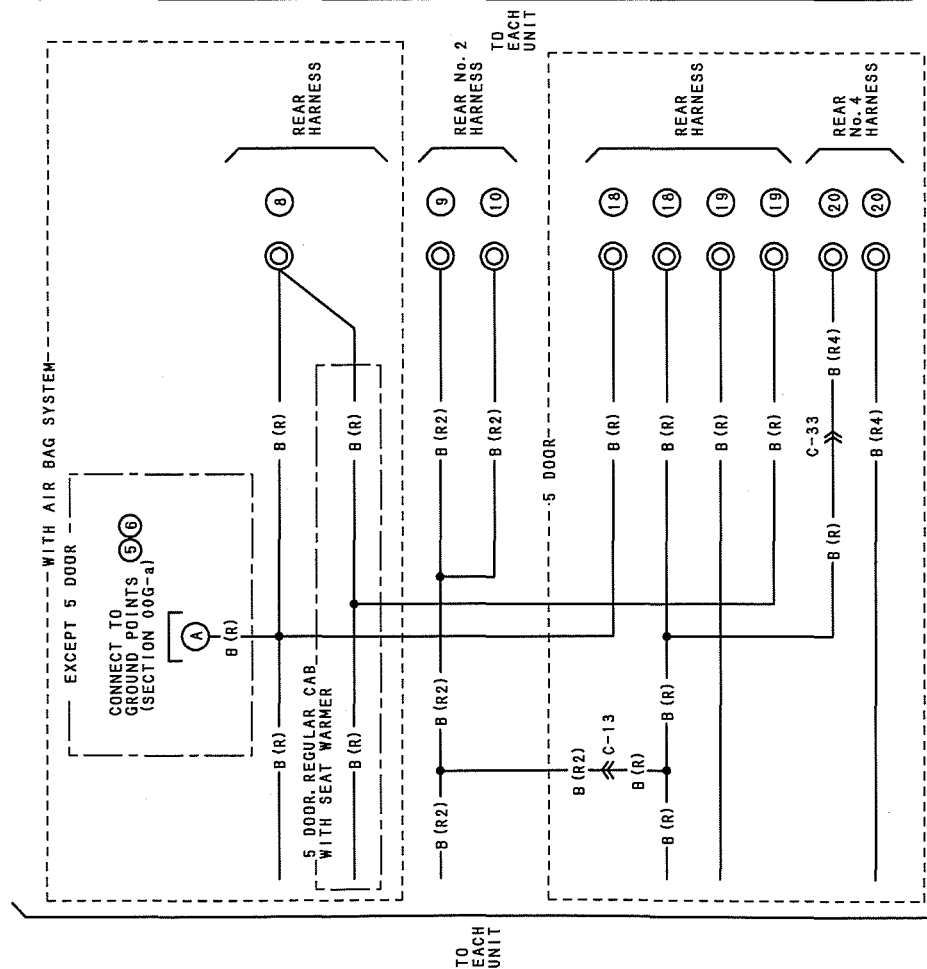 WITH AIR BAG SYSTEM
EXCEPT 5 DOOR
CONNECT TO
GROUND POINTS 5 6
(SECTION 00G-a)
A
B (R)
B (R)
B (R)
8
REAR
HARNESS
5 DOOR, REGULAR CAB
WITH SEAT WARMER
B (R)
B (R)
B (R2)
B (R2)
B (R2)
9
B (R2)
10
REAR No. 2
HARNESS
TO
EACH
UNIT
TO
EACH
UNIT
5 DOOR
B (R2)
C-13
B (R)
B (R)
18
B (R)
B (R)
B (R)
18
B (R)
19
B (R)
19
REAR
HARNESS
B (R)
C-33
B (R4)
20
B (R4)
20
REAR
No. 4
HARNESS